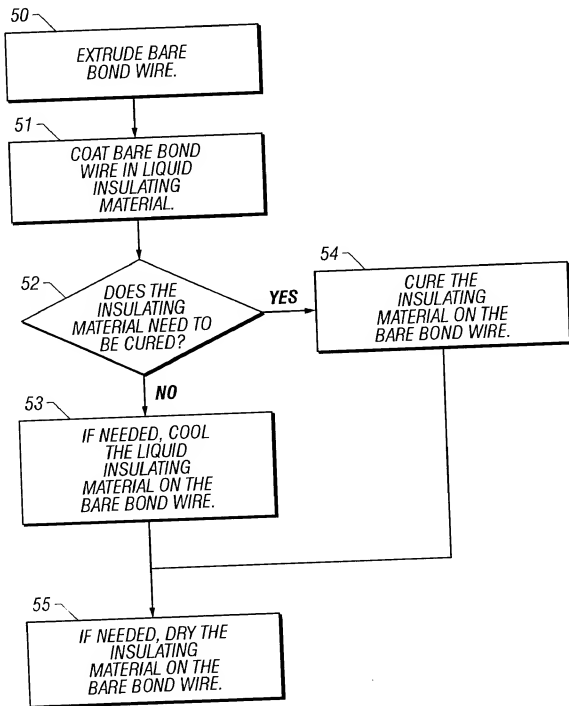 50
EXTRUDE BARE
BOND WIRE.
51
COAT BARE BOND
WIRE IN LIQUID
INSULATING
MATERIAL.
52
DOES THE
INSULATING
MATERIAL NEED TO
BE CURED?
YES
54
CURE THE
INSULATING
MATERIAL ON THE
BARE BOND WIRE.
NO
53
IF NEEDED, COOL
THE LIQUID
INSULATING
MATERIAL ON THE
BARE BOND WIRE.
55
IF NEEDED, DRY THE
INSULATING
MATERIAL ON THE
BARE BOND WIRE.